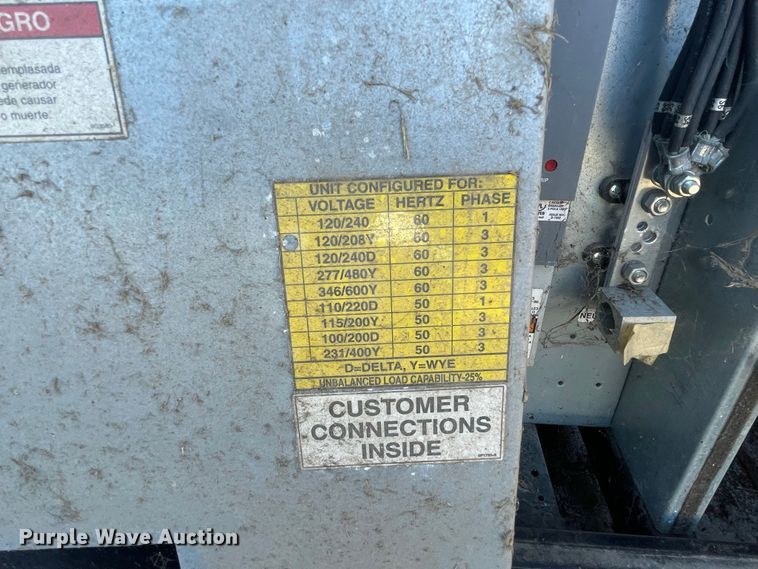 GRO
emplasada
generador
ede causar
o muerte.
UNIT CONFIGURED FOR:
VOLTAGE HERTZ PHASE
120/240 60 1
120/208Y 60 3
120/240D 60 3
277/480Y 60 3
346/600Y 60 3
110/220D 50 1
115/200Y 50 3
100/200D 50 3
231/400Y 50 3
D=DELTA, Y=WYE
UNBALANCED LOAD CAPABILITY-25%
CUSTOMER
CONNECTIONS
INSIDE
NEU
Purple Wave Auction